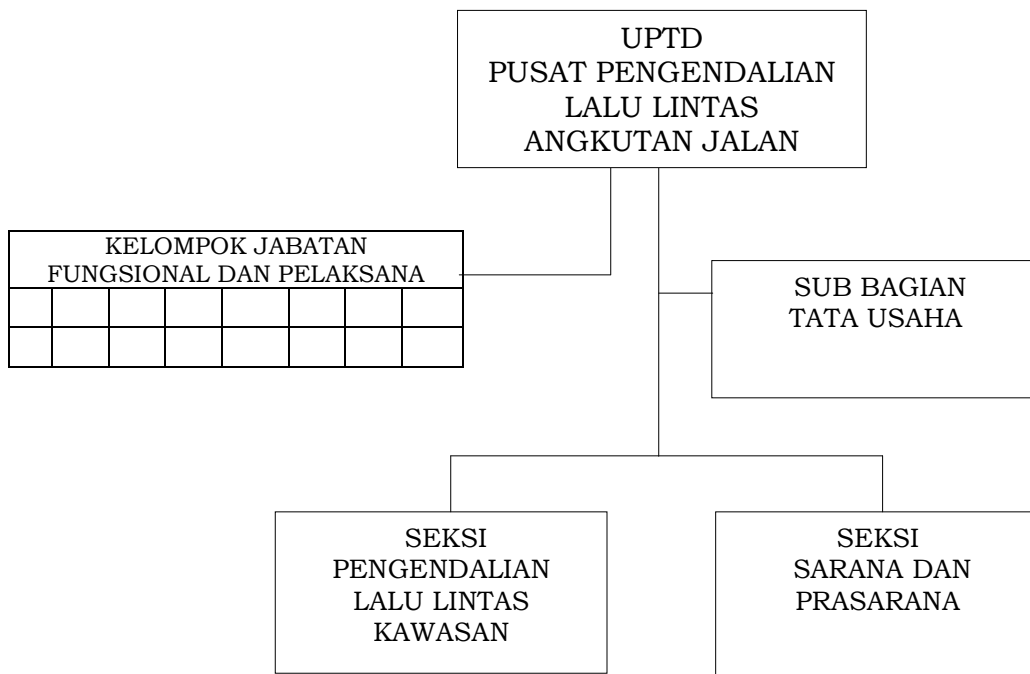 UPTD
PUSAT PENGENDALIAN
LALU LINTAS
ANGKUTAN JALAN
KELOMPOK JABATAN
FUNGSIONAL DAN PELAKSANA
SUB BAGIAN
TATA USAHA
SEKSI
PENGENDALIAN
LALU LINTAS
KAWASAN
SEKSI
SARANA DAN
PRASARANA